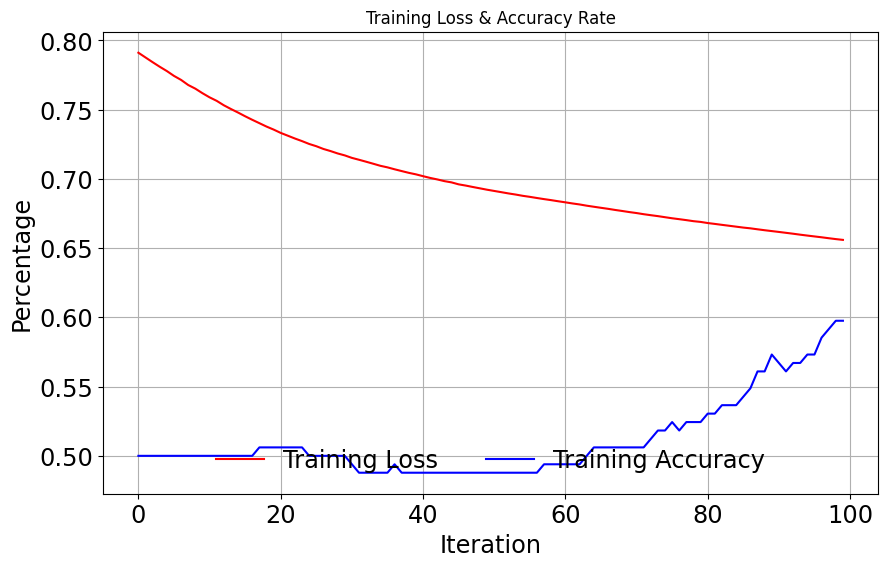 Training Loss & Accuracy Rate
0.80
0.75
0.70
0.65
0.60
0.55
0.50
Percentage
Training Loss Training Accuracy
0 20 40 60 80 100
Iteration